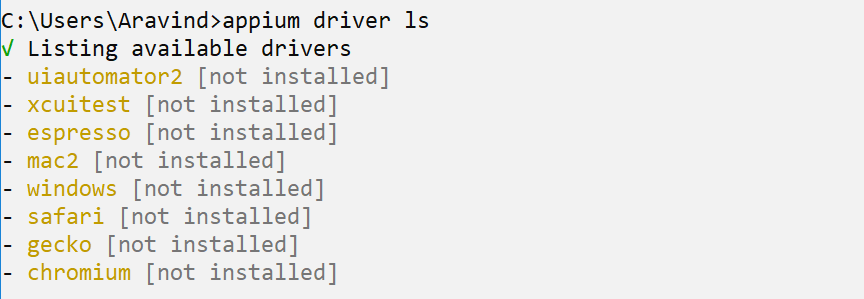 C:\Users\Aravind>appium driver ls
√ Listing available drivers
- uiautomator2 [not installed]
- xcuitest [not installed]
- espresso [not installed]
- mac2 [not installed]
- windows [not installed]
- safari [not installed]
- gecko [not installed]
- chromium [not installed]